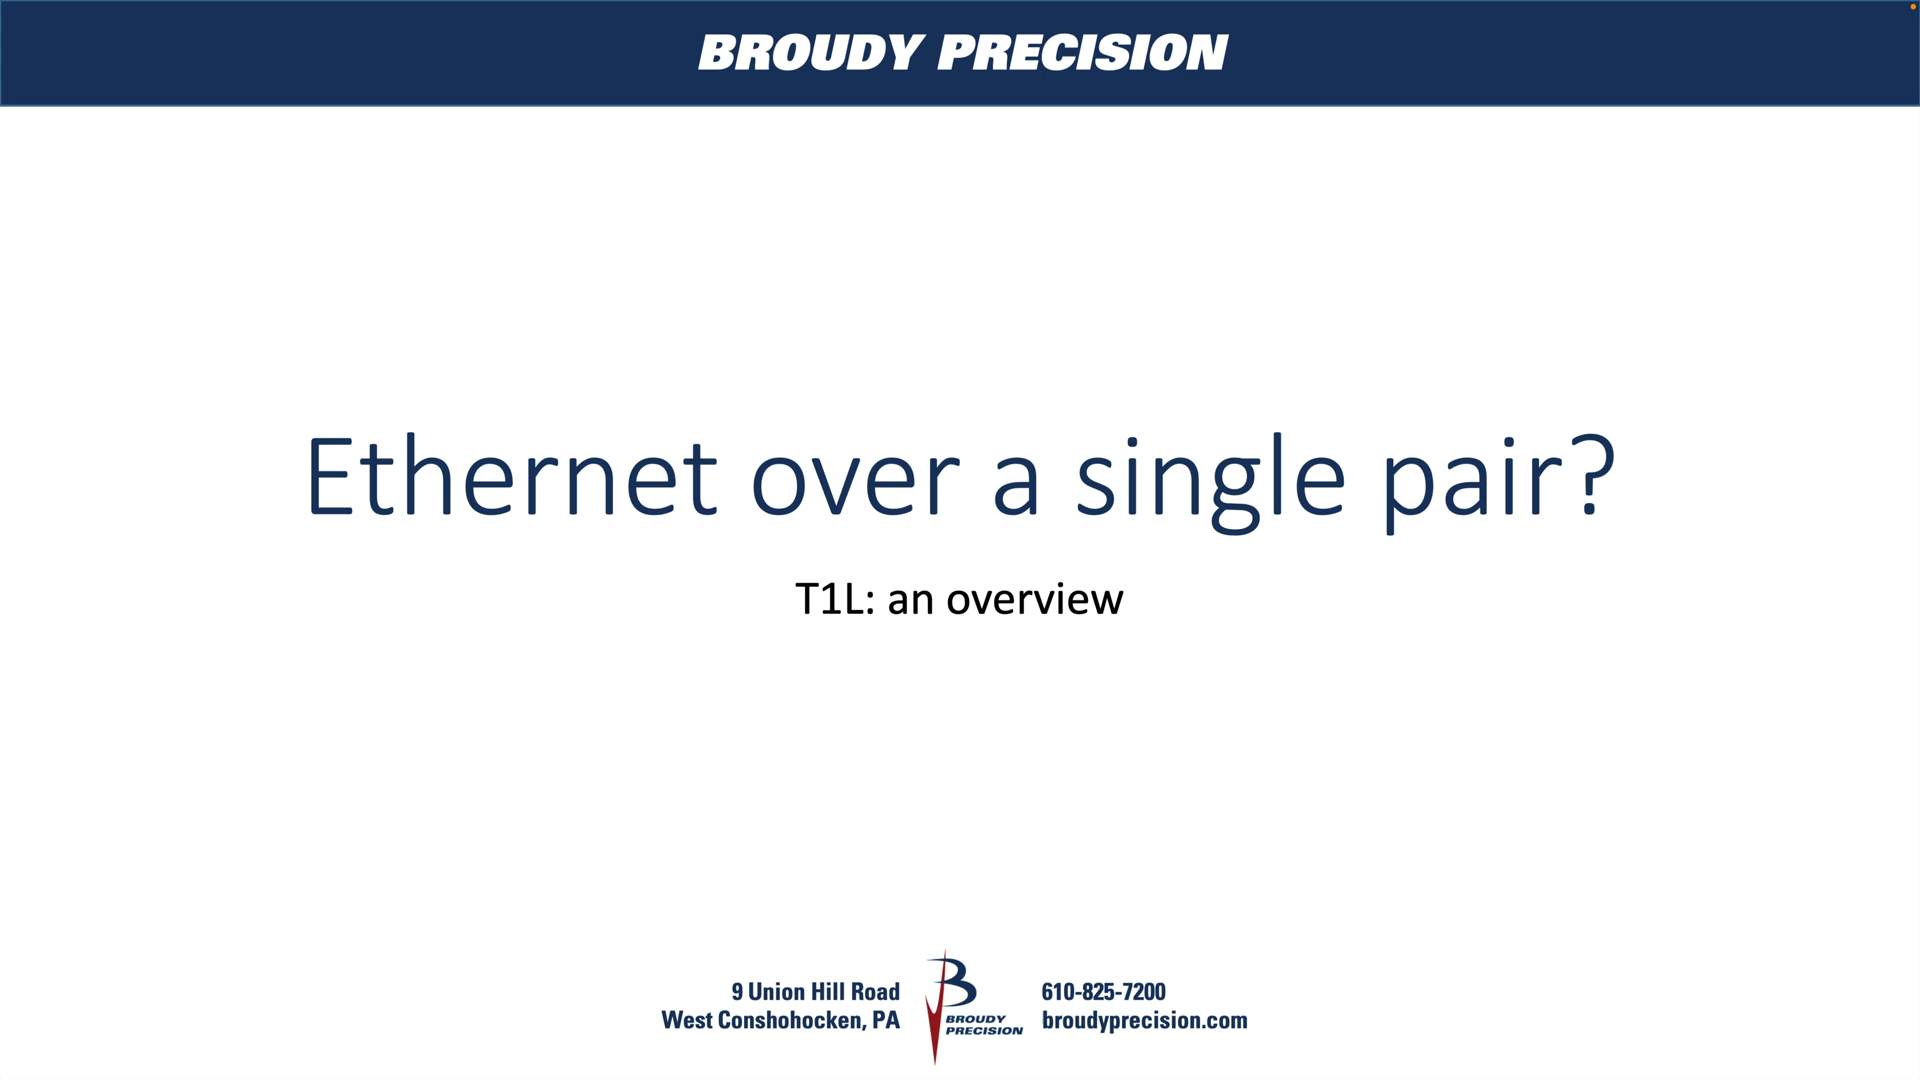 BROUDY PRECISION
Ethernet over a single pair?
T1L: an overview
9 Union Hill Road
West Conshohocken, PA
B
BROUDY
PRECISION
610-825-7200
broudyprecision.com